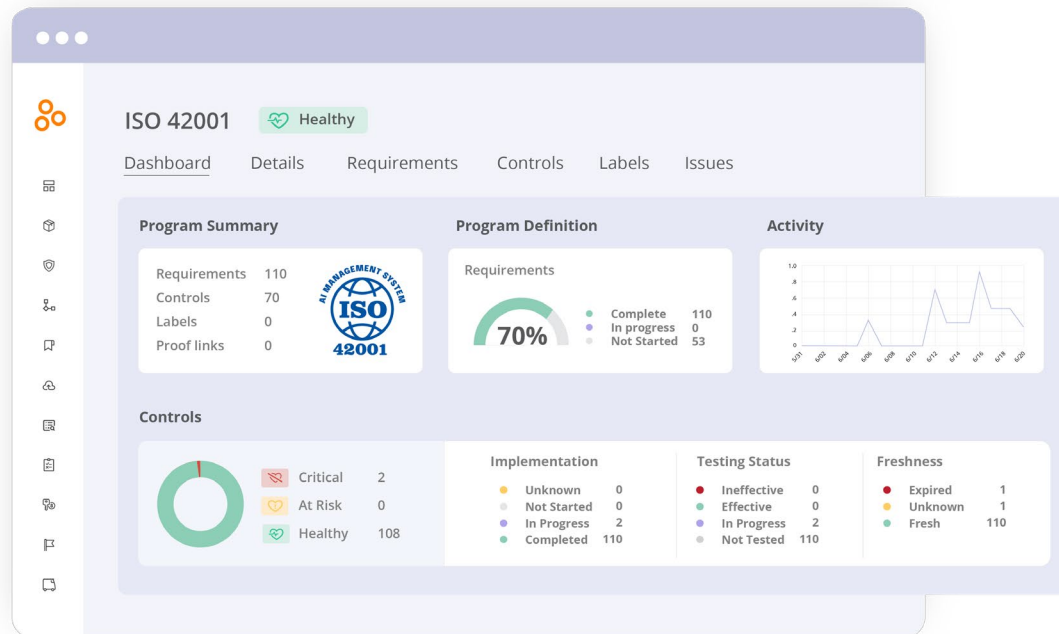 ISO 42001 Healthy
Dashboard Details Requirements Controls Labels Issues
Program Summary
Requirements 110
Controls 70
Labels 0
Proof links 0
AI MANAGEMENT SYSTEM
ISO
42001
Program Definition
Requirements
70%
Complete 110
In progress 0
Not Started 53
Activity
1.0
.8
.6
.4
.2
0
5/31 6/02 6/04 6/06 6/08 6/10 6/12 6/14 6/16 6/18 6/20
Controls
Critical 2
At Risk 0
Healthy 108
Implementation
Unknown 0
Not Started 0
In Progress 2
Completed 110
Testing Status
Ineffective 0
Effective 0
In Progress 2
Not Tested 110
Freshness
Expired 1
Unknown 1
Fresh 110